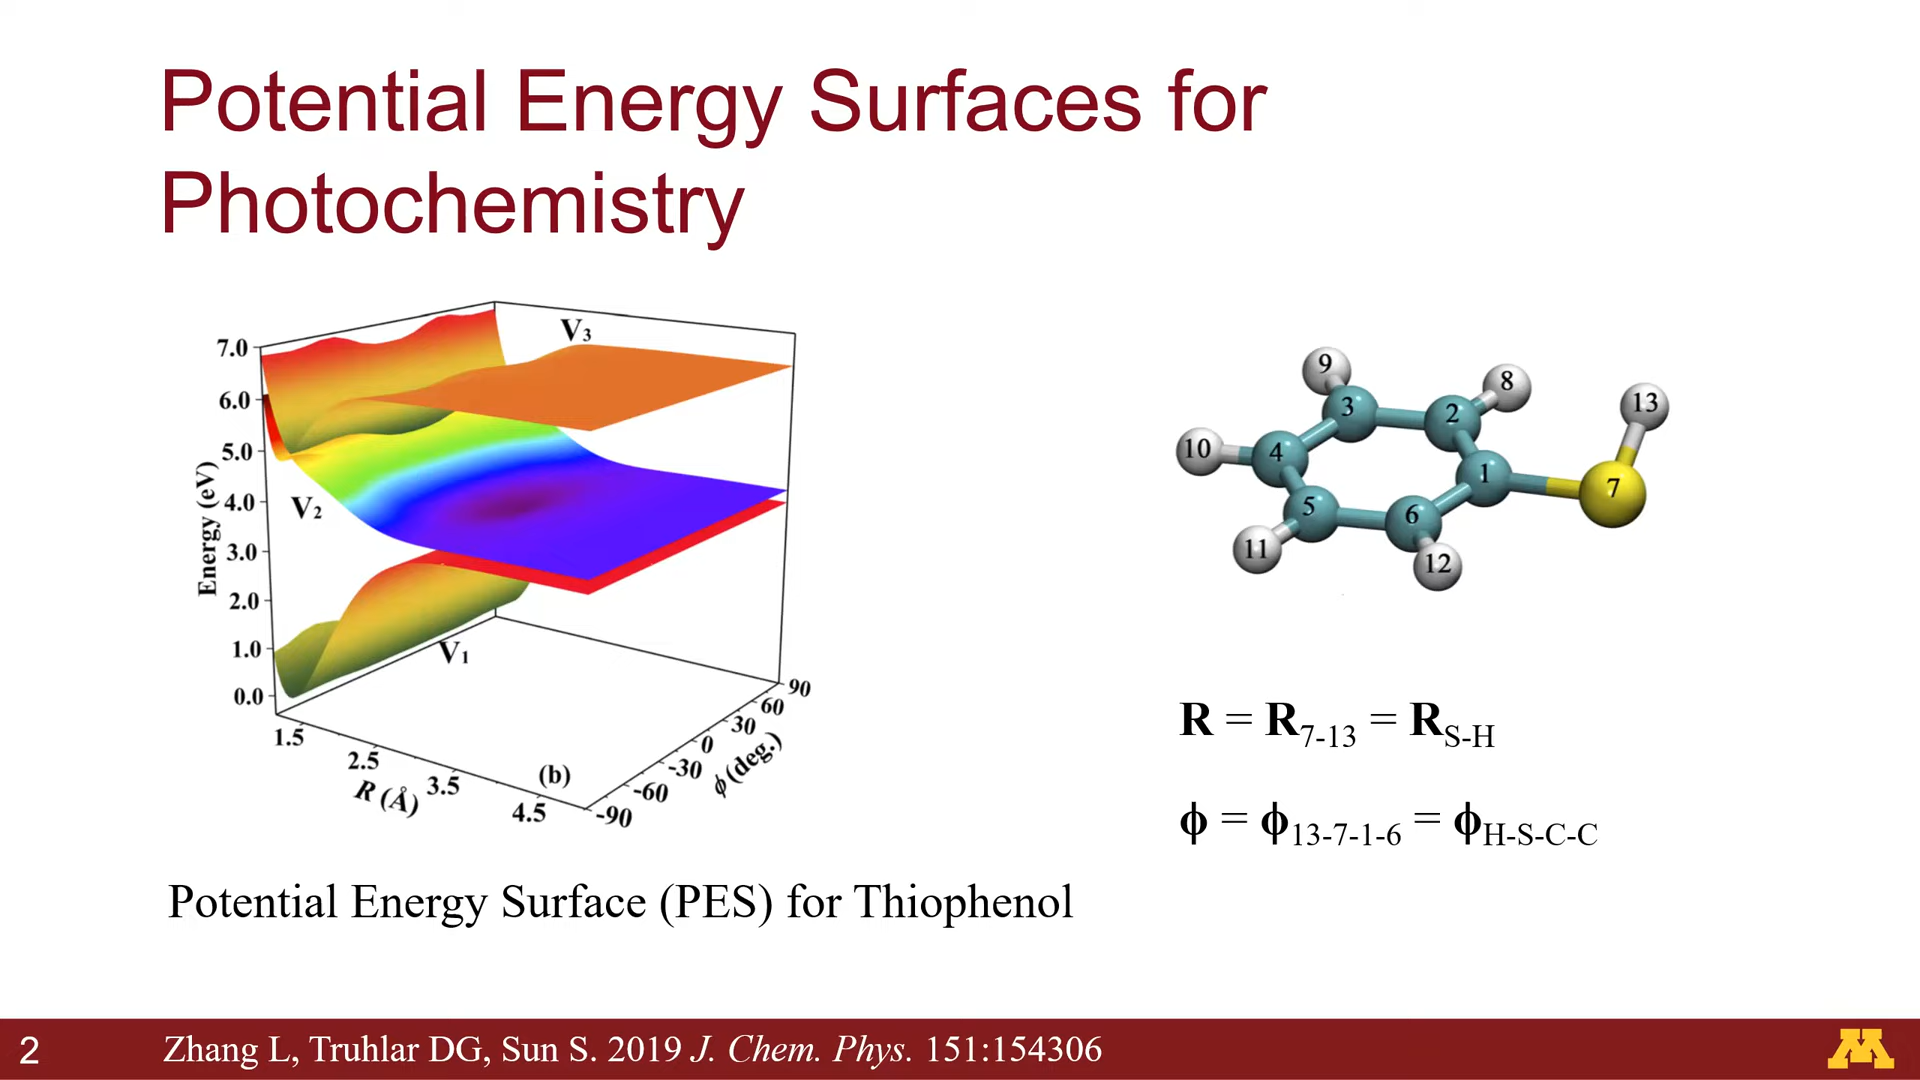 Potential Energy Surfaces for
Photochemistry
V₃
7.0
6.0
5.0
4.0
3.0
2.0
1.0
0.0
Energy (eV)
V₂
V₁
1.5
2.5
3.5
4.5
R (Å)
(b)
-90
-60
-30
0
30
60
90
ϕ (deg.)
9
8
3
2
13
10
4
1
7
5
6
11
12
R = R₇₋₁₃ = R_S-H
ϕ = ϕ₁₃₋₇₋₁₋₆ = ϕ_H-S-C-C
Potential Energy Surface (PES) for Thiophenol
2
Zhang L, Truhlar DG, Sun S. 2019 J. Chem. Phys. 151:154306
M